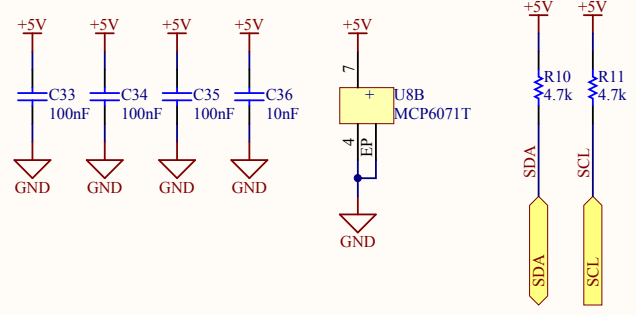 +5V
+5V
+5V
+5V
+5V
+5V
+5V
C33
100nF
C34
100nF
C35
100nF
C36
10nF
7
+
U8B
MCP6071T
4
EP
R10
4.7k
R11
4.7k
GND
GND
GND
GND
GND
SDA
SCL
SDA
SCL